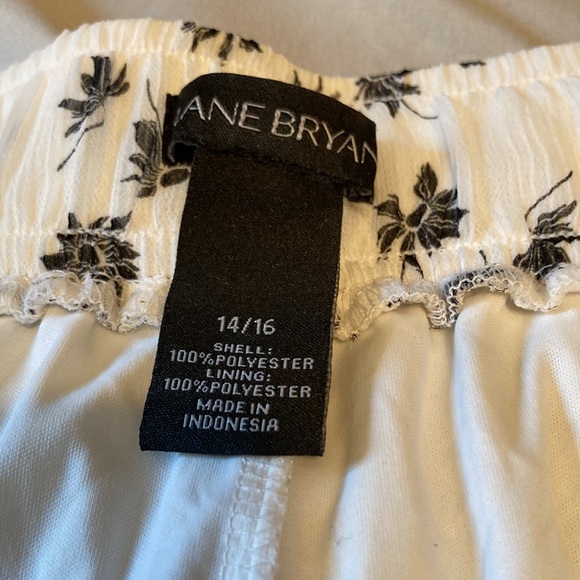 ANE BRYAN
14/16
SHELL:
100%POLYESTER
LINING:
100%POLYESTER
MADE IN
INDONESIA